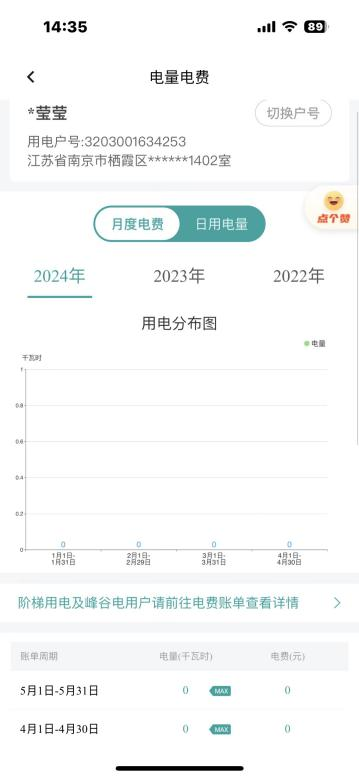 14:35
89
电量电费
*莹莹
切换户号
用电户号:3203001634253
江苏省南京市栖霞区******1402室
点个赞
月度电费
日用电量
2024年
2023年
2022年
用电分布图
电量
千瓦时
1
0.8
0.6
0.4
0.2
0
0
0
0
0
1月1日-
1月31日
2月1日-
2月29日
3月1日-
3月31日
4月1日-
4月30日
阶梯用电及峰谷电用户请前往电费账单查看详情
账单周期 电量(千瓦时) 电费(元)
5月1日-5月31日 0 MAX 0
4月1日-4月30日 0 MAX 0